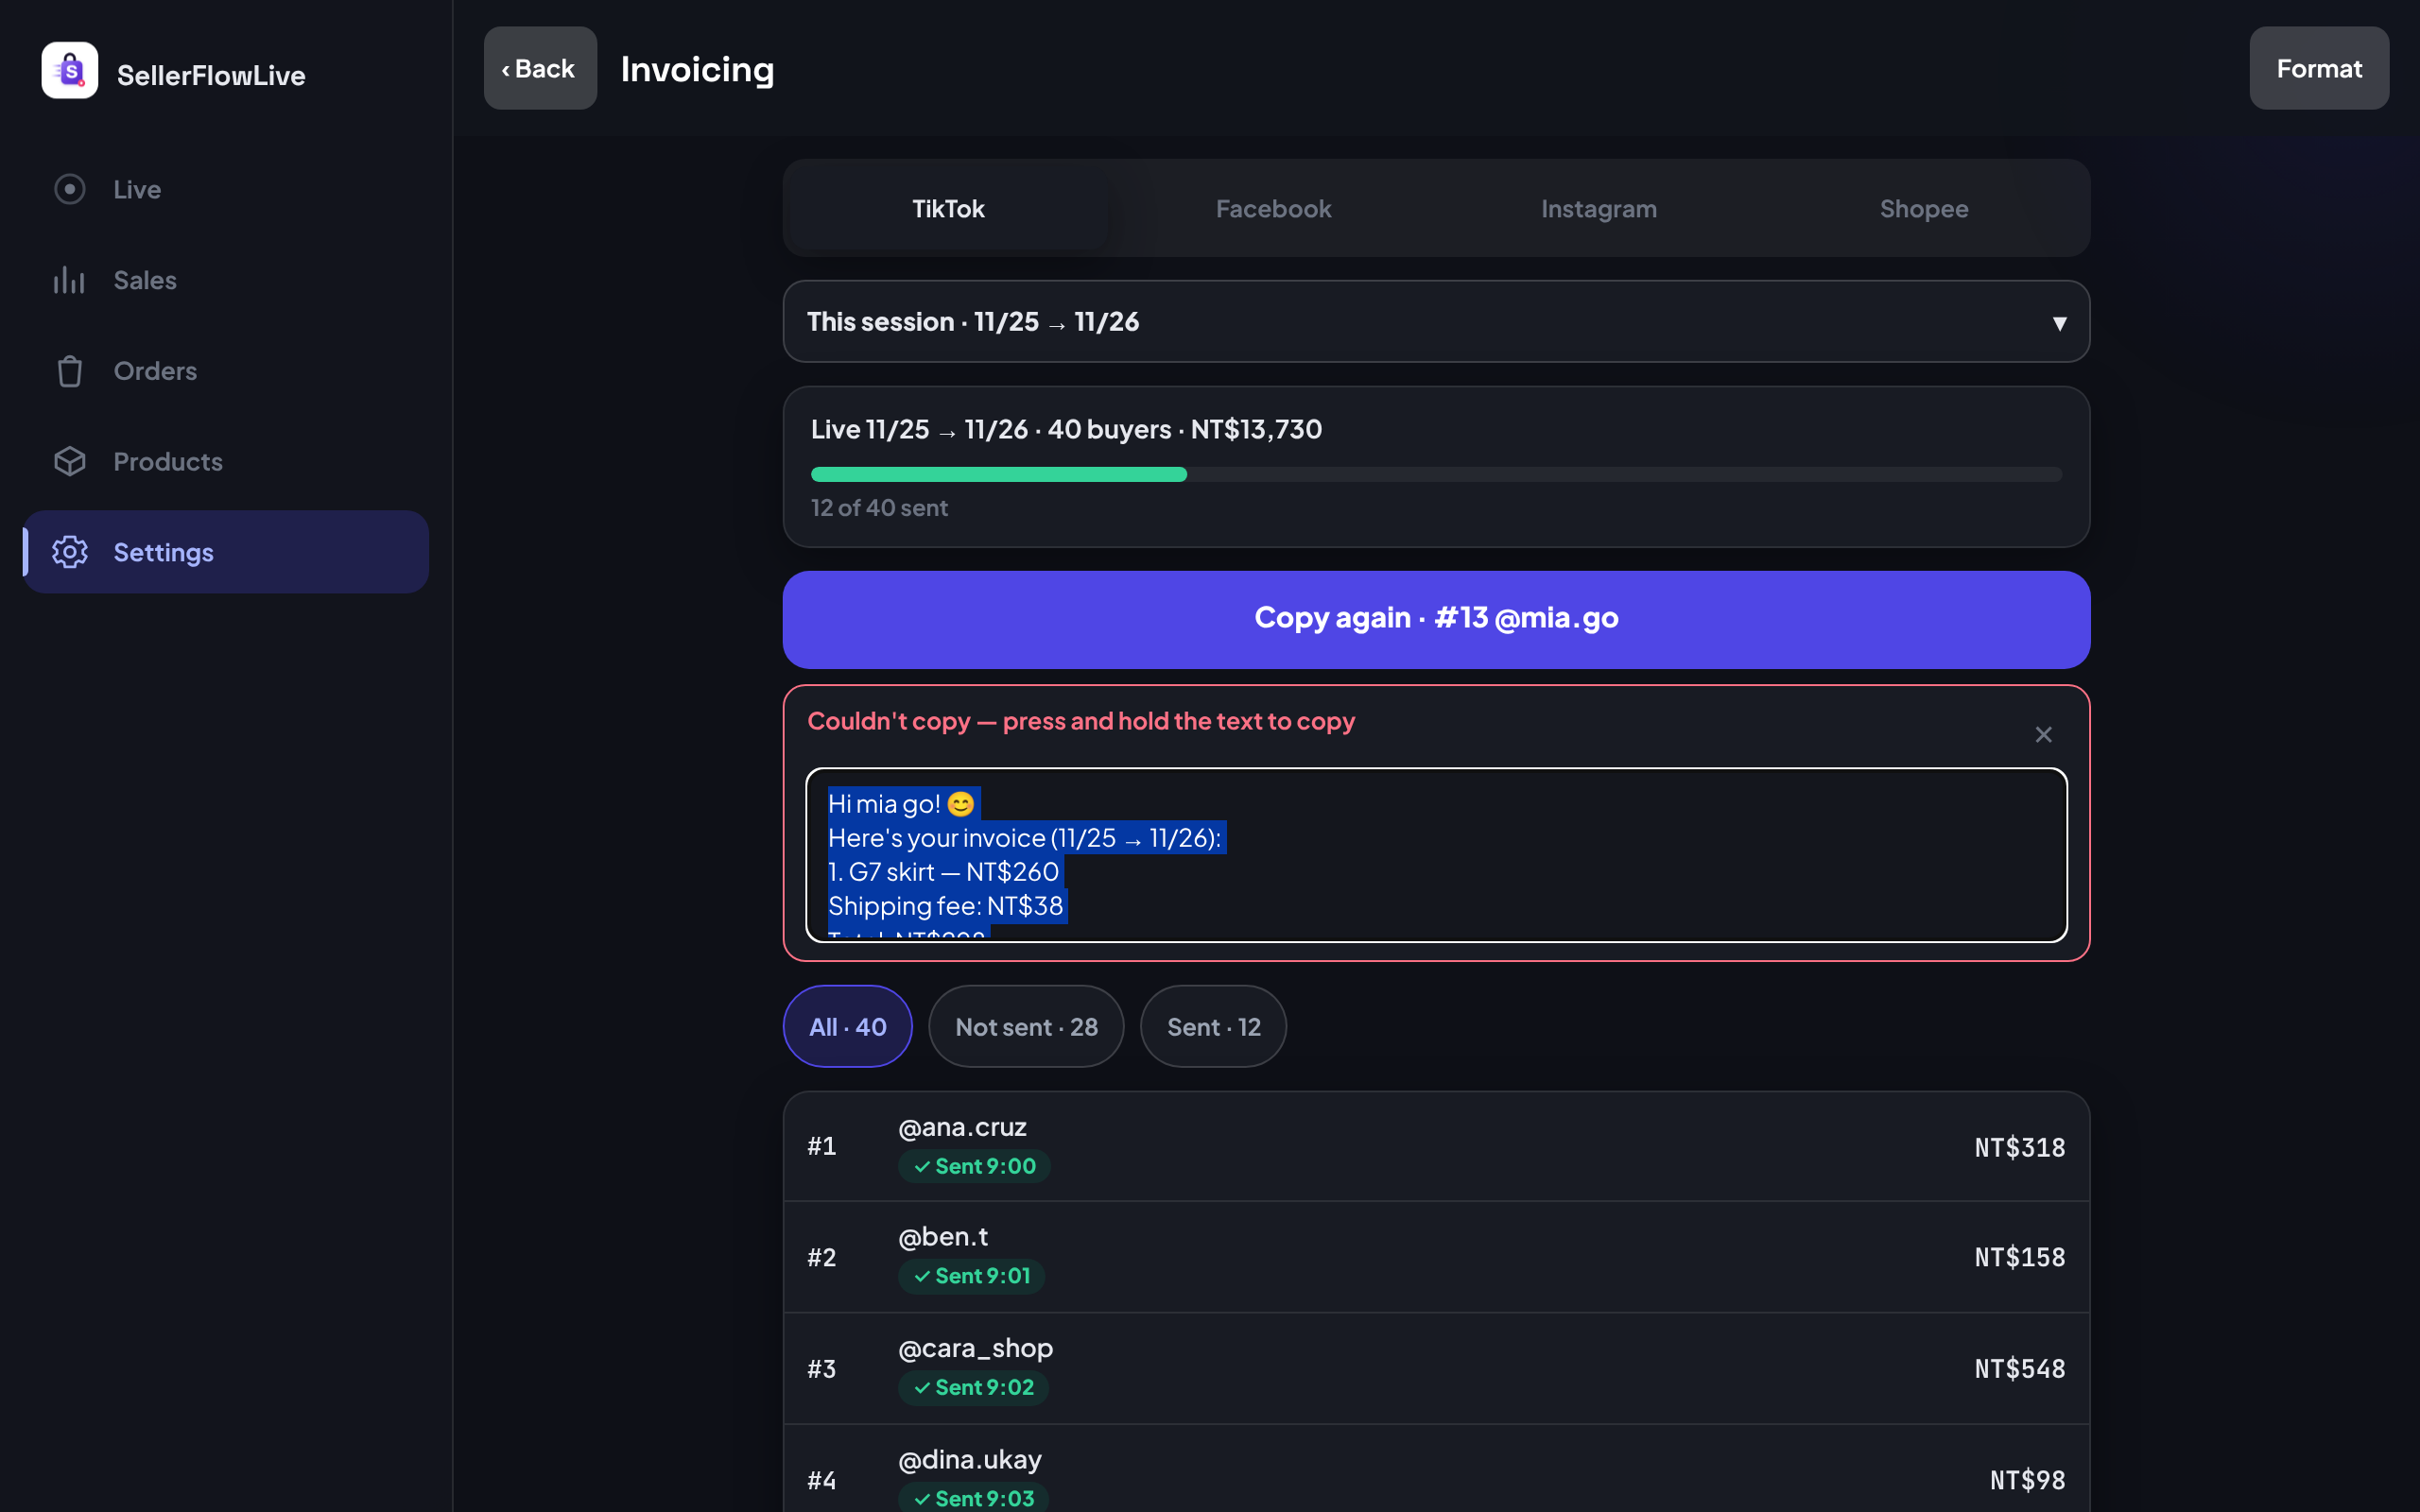 S
SellerFlowLive
Live
Sales
Orders
Products
Settings
‹ Back
Invoicing
Format
TikTok
Facebook
Instagram
Shopee
This session · 11/25 → 11/26
▼
Live 11/25 → 11/26 · 40 buyers · NT$13,730
12 of 40 sent
Copy again · #13 @mia.go
Couldn't copy — press and hold the text to copy
✕
Hi mia go! 😊
Here's your invoice (11/25 → 11/26):
1. G7 skirt — NT$260
Shipping fee: NT$38
All · 40
Not sent · 28
Sent · 12
#1
@ana.cruz
✓ Sent 9:00
NT$318
#2
@ben.t
✓ Sent 9:01
NT$158
#3
@cara_shop
✓ Sent 9:02
NT$548
#4
@dina.ukay
✓ Sent 9:03
NT$98